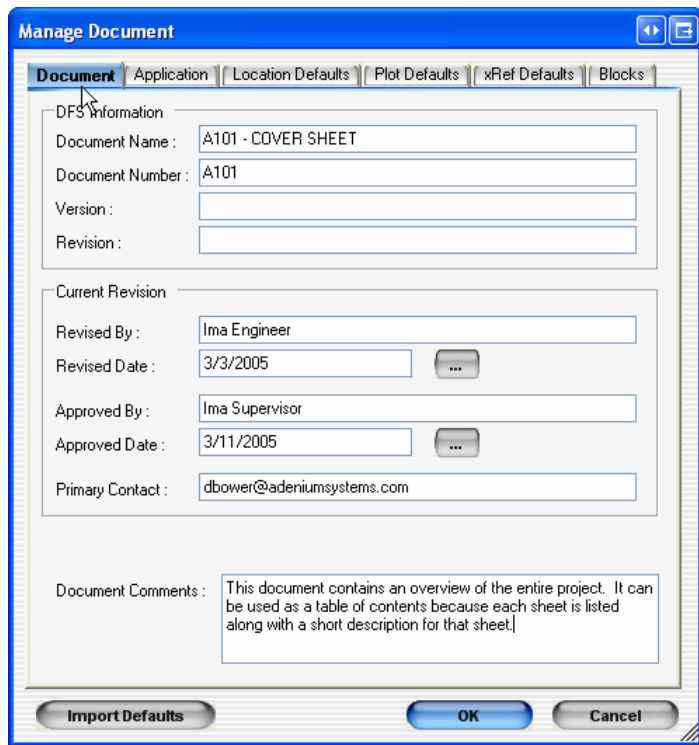 Manage Document
Document Application Location Defaults Plot Defaults xRef Defaults Blocks
DFS Information
Document Name : A101 - COVER SHEET
Document Number : A101
Version :
Revision :
Current Revision
Revised By : Ima Engineer
Revised Date : 3/3/2005 ...
Approved By : Ima Supervisor
Approved Date : 3/11/2005 ...
Primary Contact : dbower@adeniumsystems.com
Document Comments : This document contains an overview of the entire project. It can
be used as a table of contents because each sheet is listed
along with a short description for that sheet.
Import Defaults OK Cancel